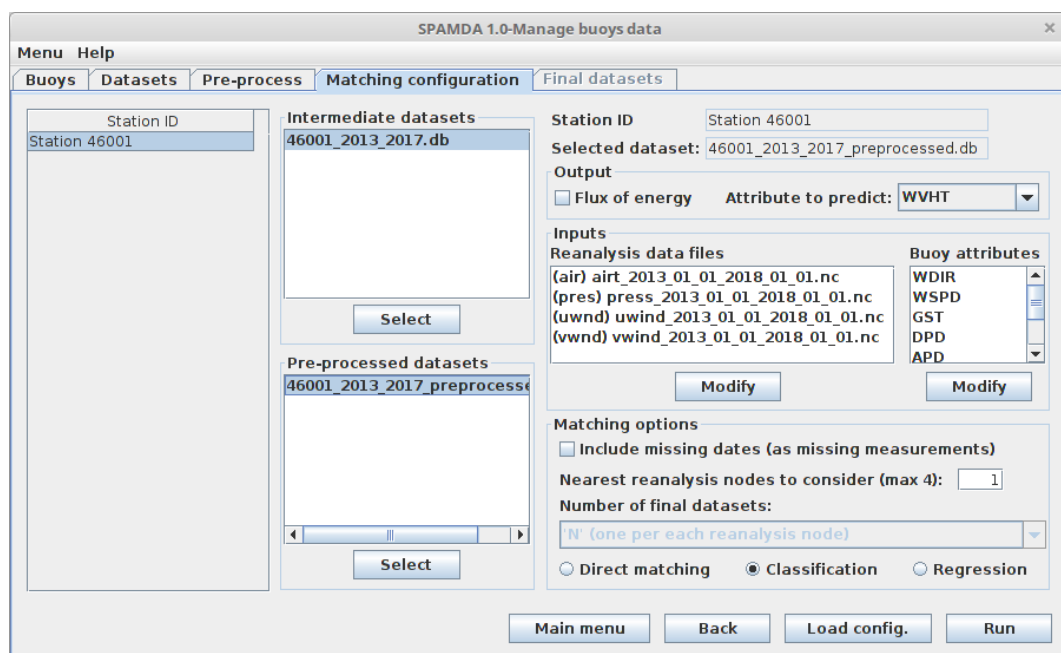 SPAMDA 1.0-Manage buoys data
Menu Help
Buoys Datasets Pre-process Matching configuration Final datasets
Station ID
Station 46001
Intermediate datasets
46001_2013_2017.db
Select
Pre-processed datasets
46001_2013_2017_preprocesse
Select
Station ID Station 46001
Selected dataset: 46001_2013_2017_preprocessed.db
Output
Flux of energy Attribute to predict: WVHT
Inputs
Reanalysis data files
(air) airt_2013_01_01_2018_01_01.nc
(pres) press_2013_01_01_2018_01_01.nc
(uwnd) uwind_2013_01_01_2018_01_01.nc
(vwnd) vwind_2013_01_01_2018_01_01.nc
Modify
Buoy attributes
WDIR
WSPD
GST
DPD
APD
Modify
Matching options
Include missing dates (as missing measurements)
Nearest reanalysis nodes to consider (max 4): 1
Number of final datasets:
'N' (one per each reanalysis node)
Direct matching Classification Regression
Main menu Back Load config. Run